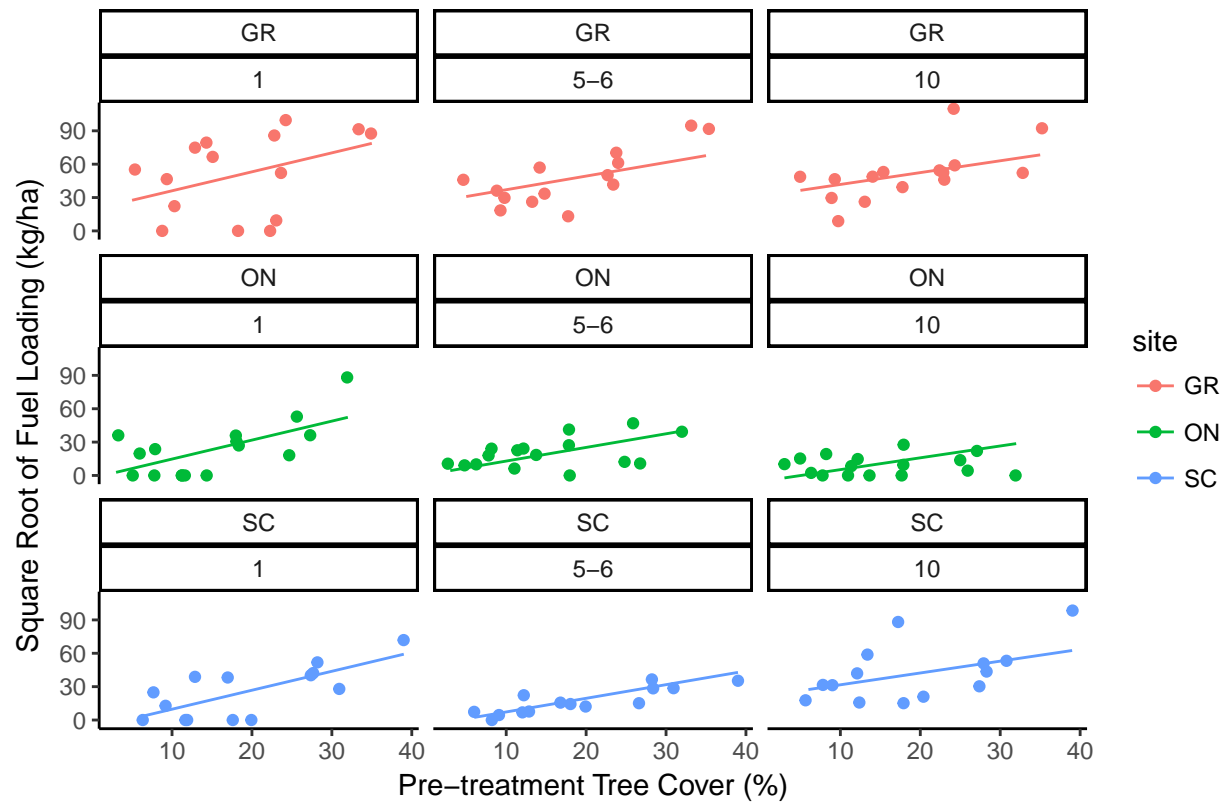 GR GR GR
1 5−6 10
90
60
30
0
ON ON ON
1 5−6 10
90
60
30
0
SC SC SC
1 5−6 10
90
60
30
0
10 20 30 40 10 20 30 40 10 20 30 40
Pre−treatment Tree Cover (%)
Square Root of Fuel Loading (kg/ha)
site
GR
ON
SC